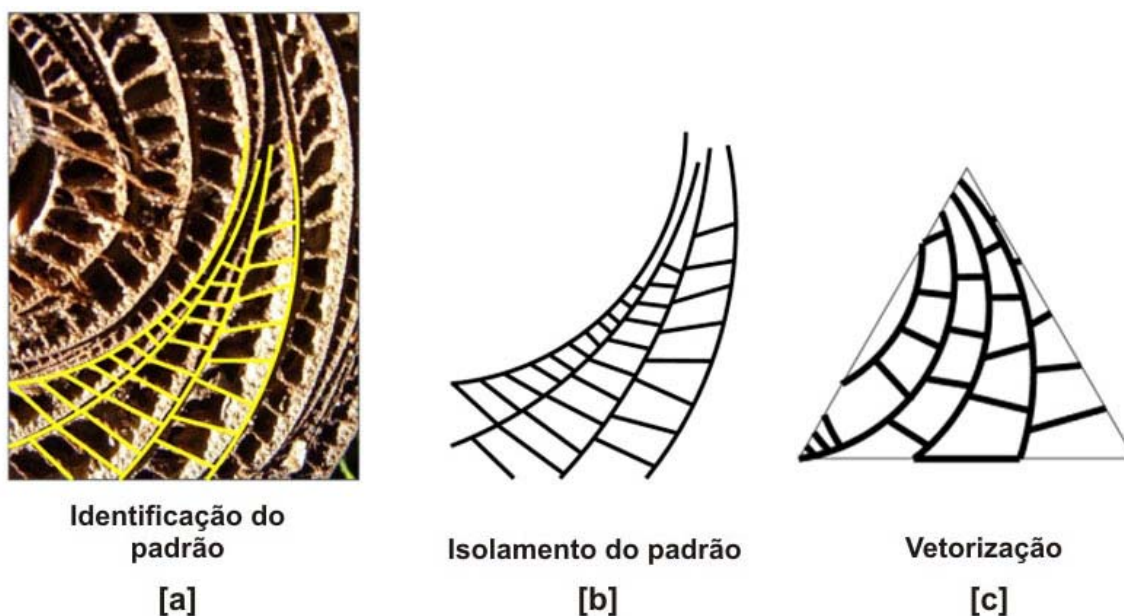 Identificação do
padrão
[a]
Isolamento do padrão
[b]
Vetorização
[c]